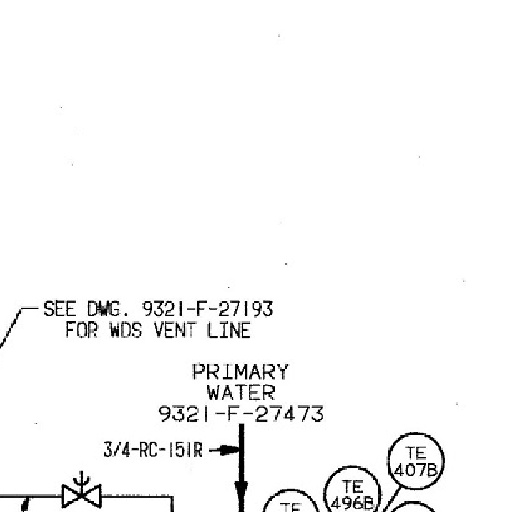 SEE DWG. 9321-F-27193
FOR WDS VENT LINE
PRIMARY
WATER
9321-F-27473
3/4-RC-151R
TE
407B
TE
496B
TE